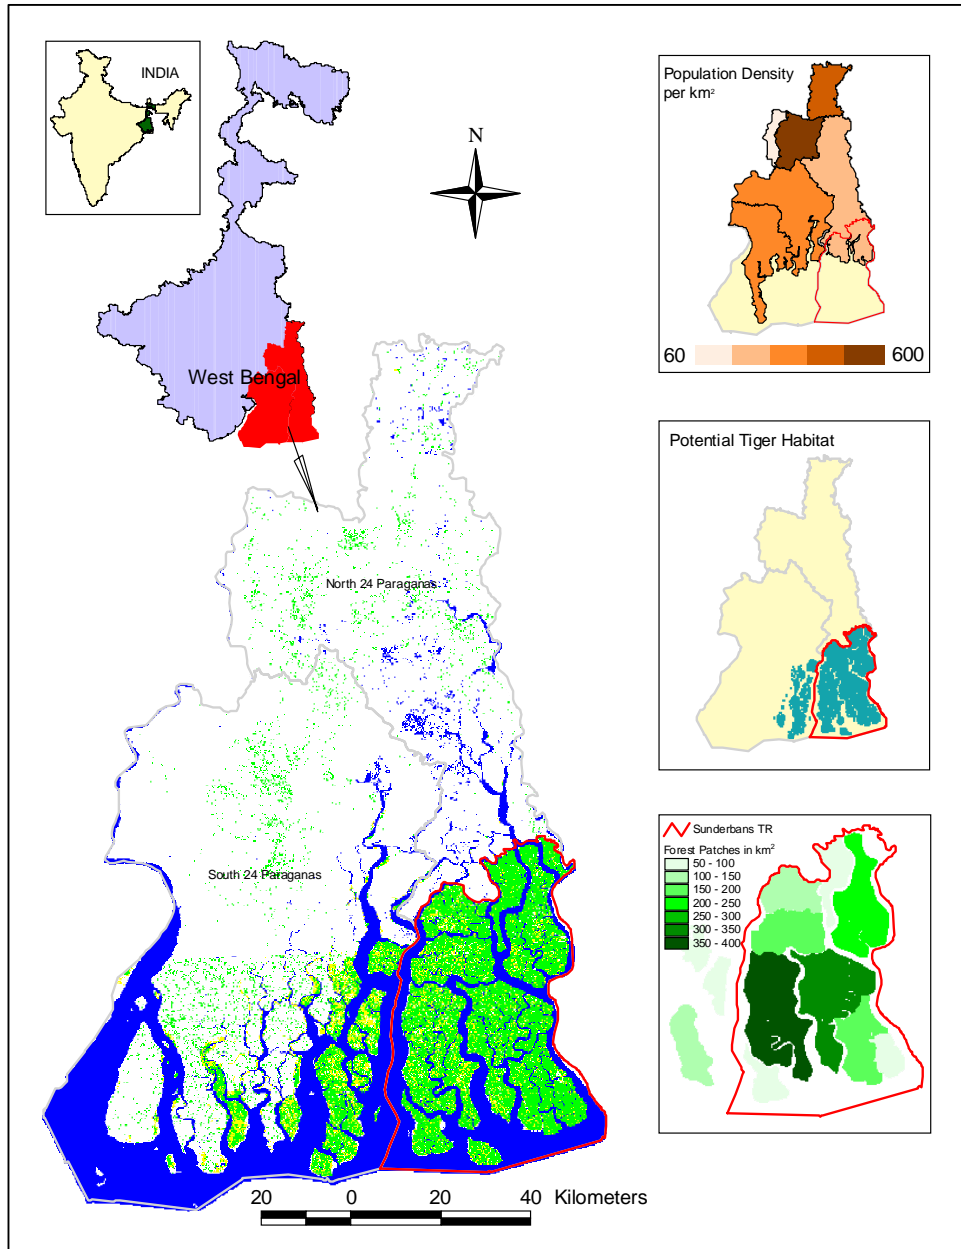 INDIA
N
West Bengal
North 24 Paraganas
South 24 Paraganas
20 0 20 40 Kilometers
Population Density
per km²
60 600
Potential Tiger Habitat
Sunderbans TR
Forest Patches in km²
50 - 100
100 - 150
150 - 200
200 - 250
250 - 300
300 - 350
350 - 400